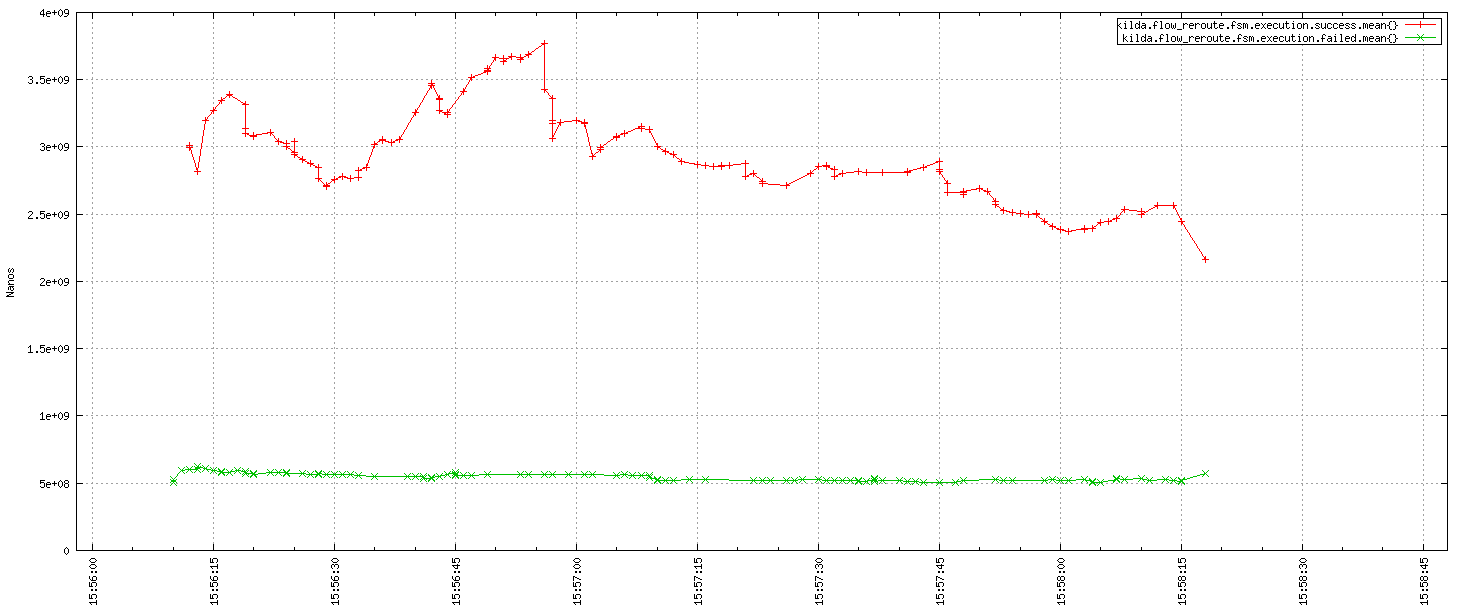 4e+09
kilda.flow_reroute.fsm.execution.success.mean{}
kilda.flow_reroute.fsm.execution.failed.mean{}
3.5e+09
3e+09
2.5e+09
2e+09
Nanos
1.5e+09
1e+09
5e+08
0
15:56:00
15:56:15
15:56:30
15:56:45
15:57:00
15:57:15
15:57:30
15:57:45
15:58:00
15:58:15
15:58:30
15:58:45